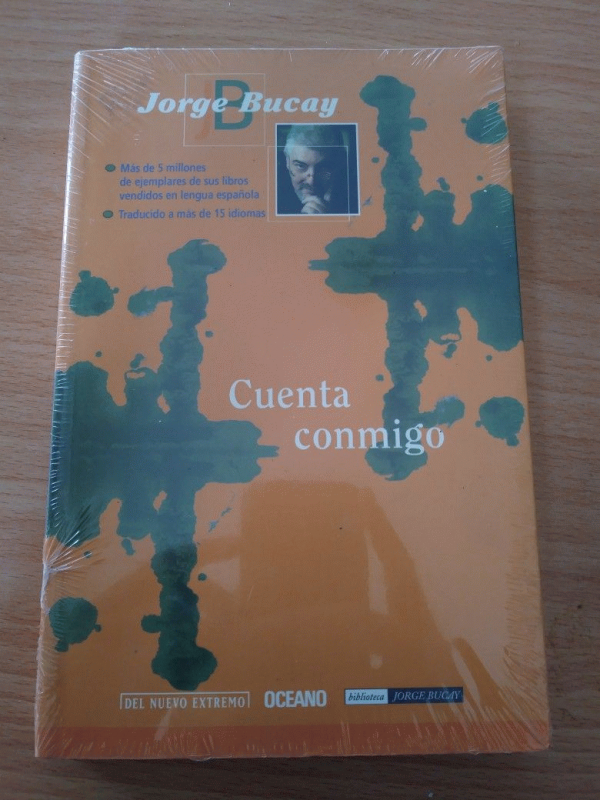 JB
Jorge Bucay
Más de 5 millones
de ejemplares de sus libros
vendidos en lengua española
Traducido a más de 15 idiomas
Cuenta
conmigo
DEL NUEVO EXTREMO
OCEANO
biblioteca JORGE BUCAY